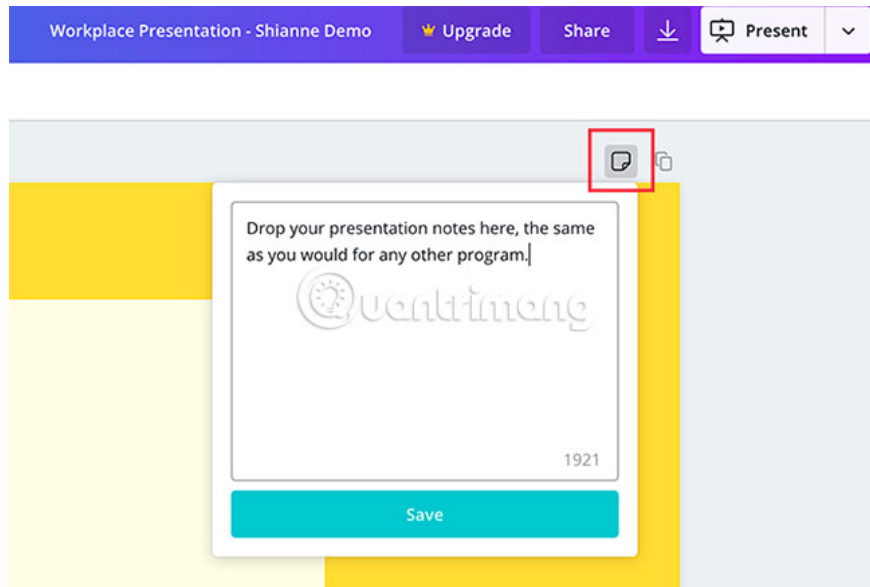 Workplace Presentation - Shianne Demo Upgrade Share Present
Drop your presentation notes here, the same
as you would for any other program.
Quantrimang
1921
Save